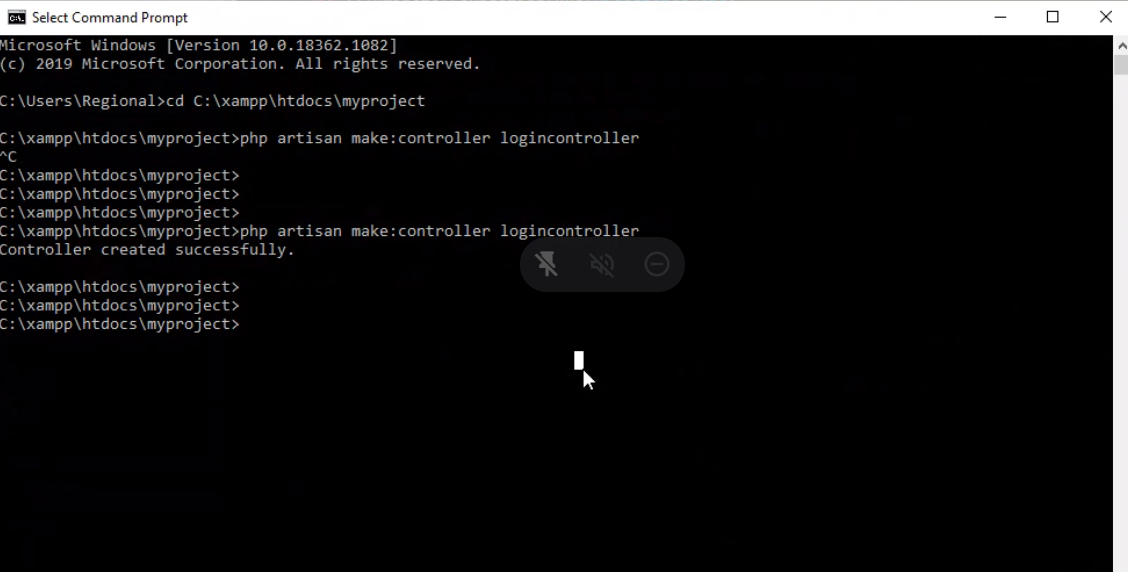 Select Command Prompt
Microsoft Windows [Version 10.0.18362.1082]
(c) 2019 Microsoft Corporation. All rights reserved.
C:\Users\Regional>cd C:\xampp\htdocs\myproject
C:\xampp\htdocs\myproject>php artisan make:controller logincontroller
^C
C:\xampp\htdocs\myproject>
C:\xampp\htdocs\myproject>
C:\xampp\htdocs\myproject>
C:\xampp\htdocs\myproject>php artisan make:controller logincontroller
Controller created successfully.
C:\xampp\htdocs\myproject>
C:\xampp\htdocs\myproject>
C:\xampp\htdocs\myproject>